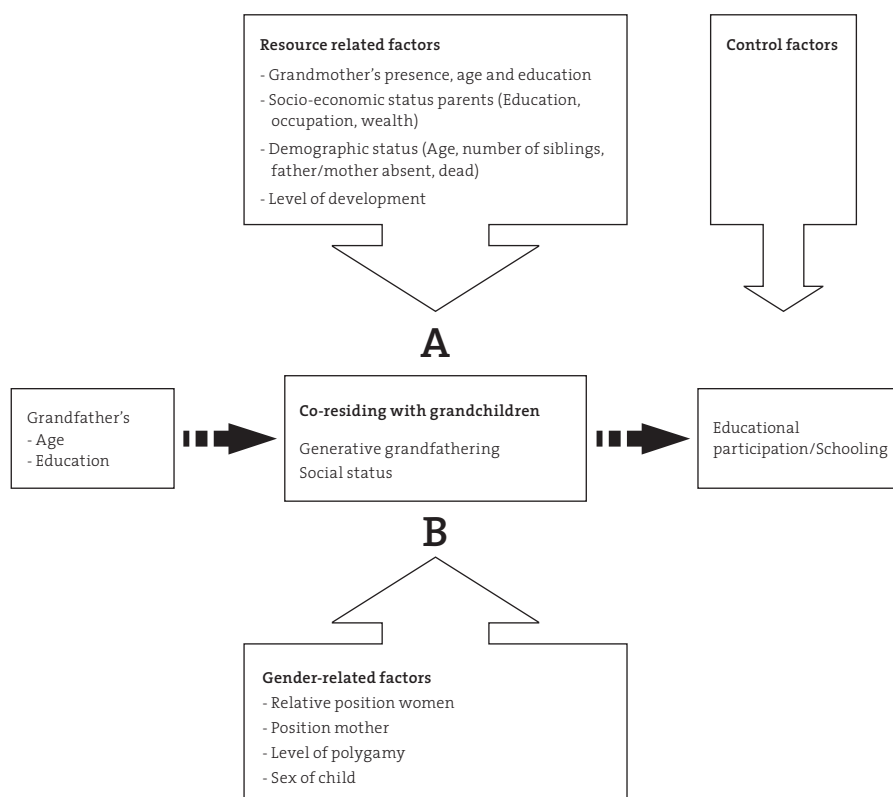 Resource related factors
- Grandmother's presence, age and education
- Socio-economic status parents (Education,
occupation, wealth)
- Demographic status (Age, number of siblings,
father/mother absent, dead)
- Level of development
Control factors
A
Grandfather's
- Age
- Education
Co-residing with grandchildren
Generative grandfathering
Social status
Educational
participation/Schooling
B
Gender-related factors
- Relative position women
- Position mother
- Level of polygamy
- Sex of child